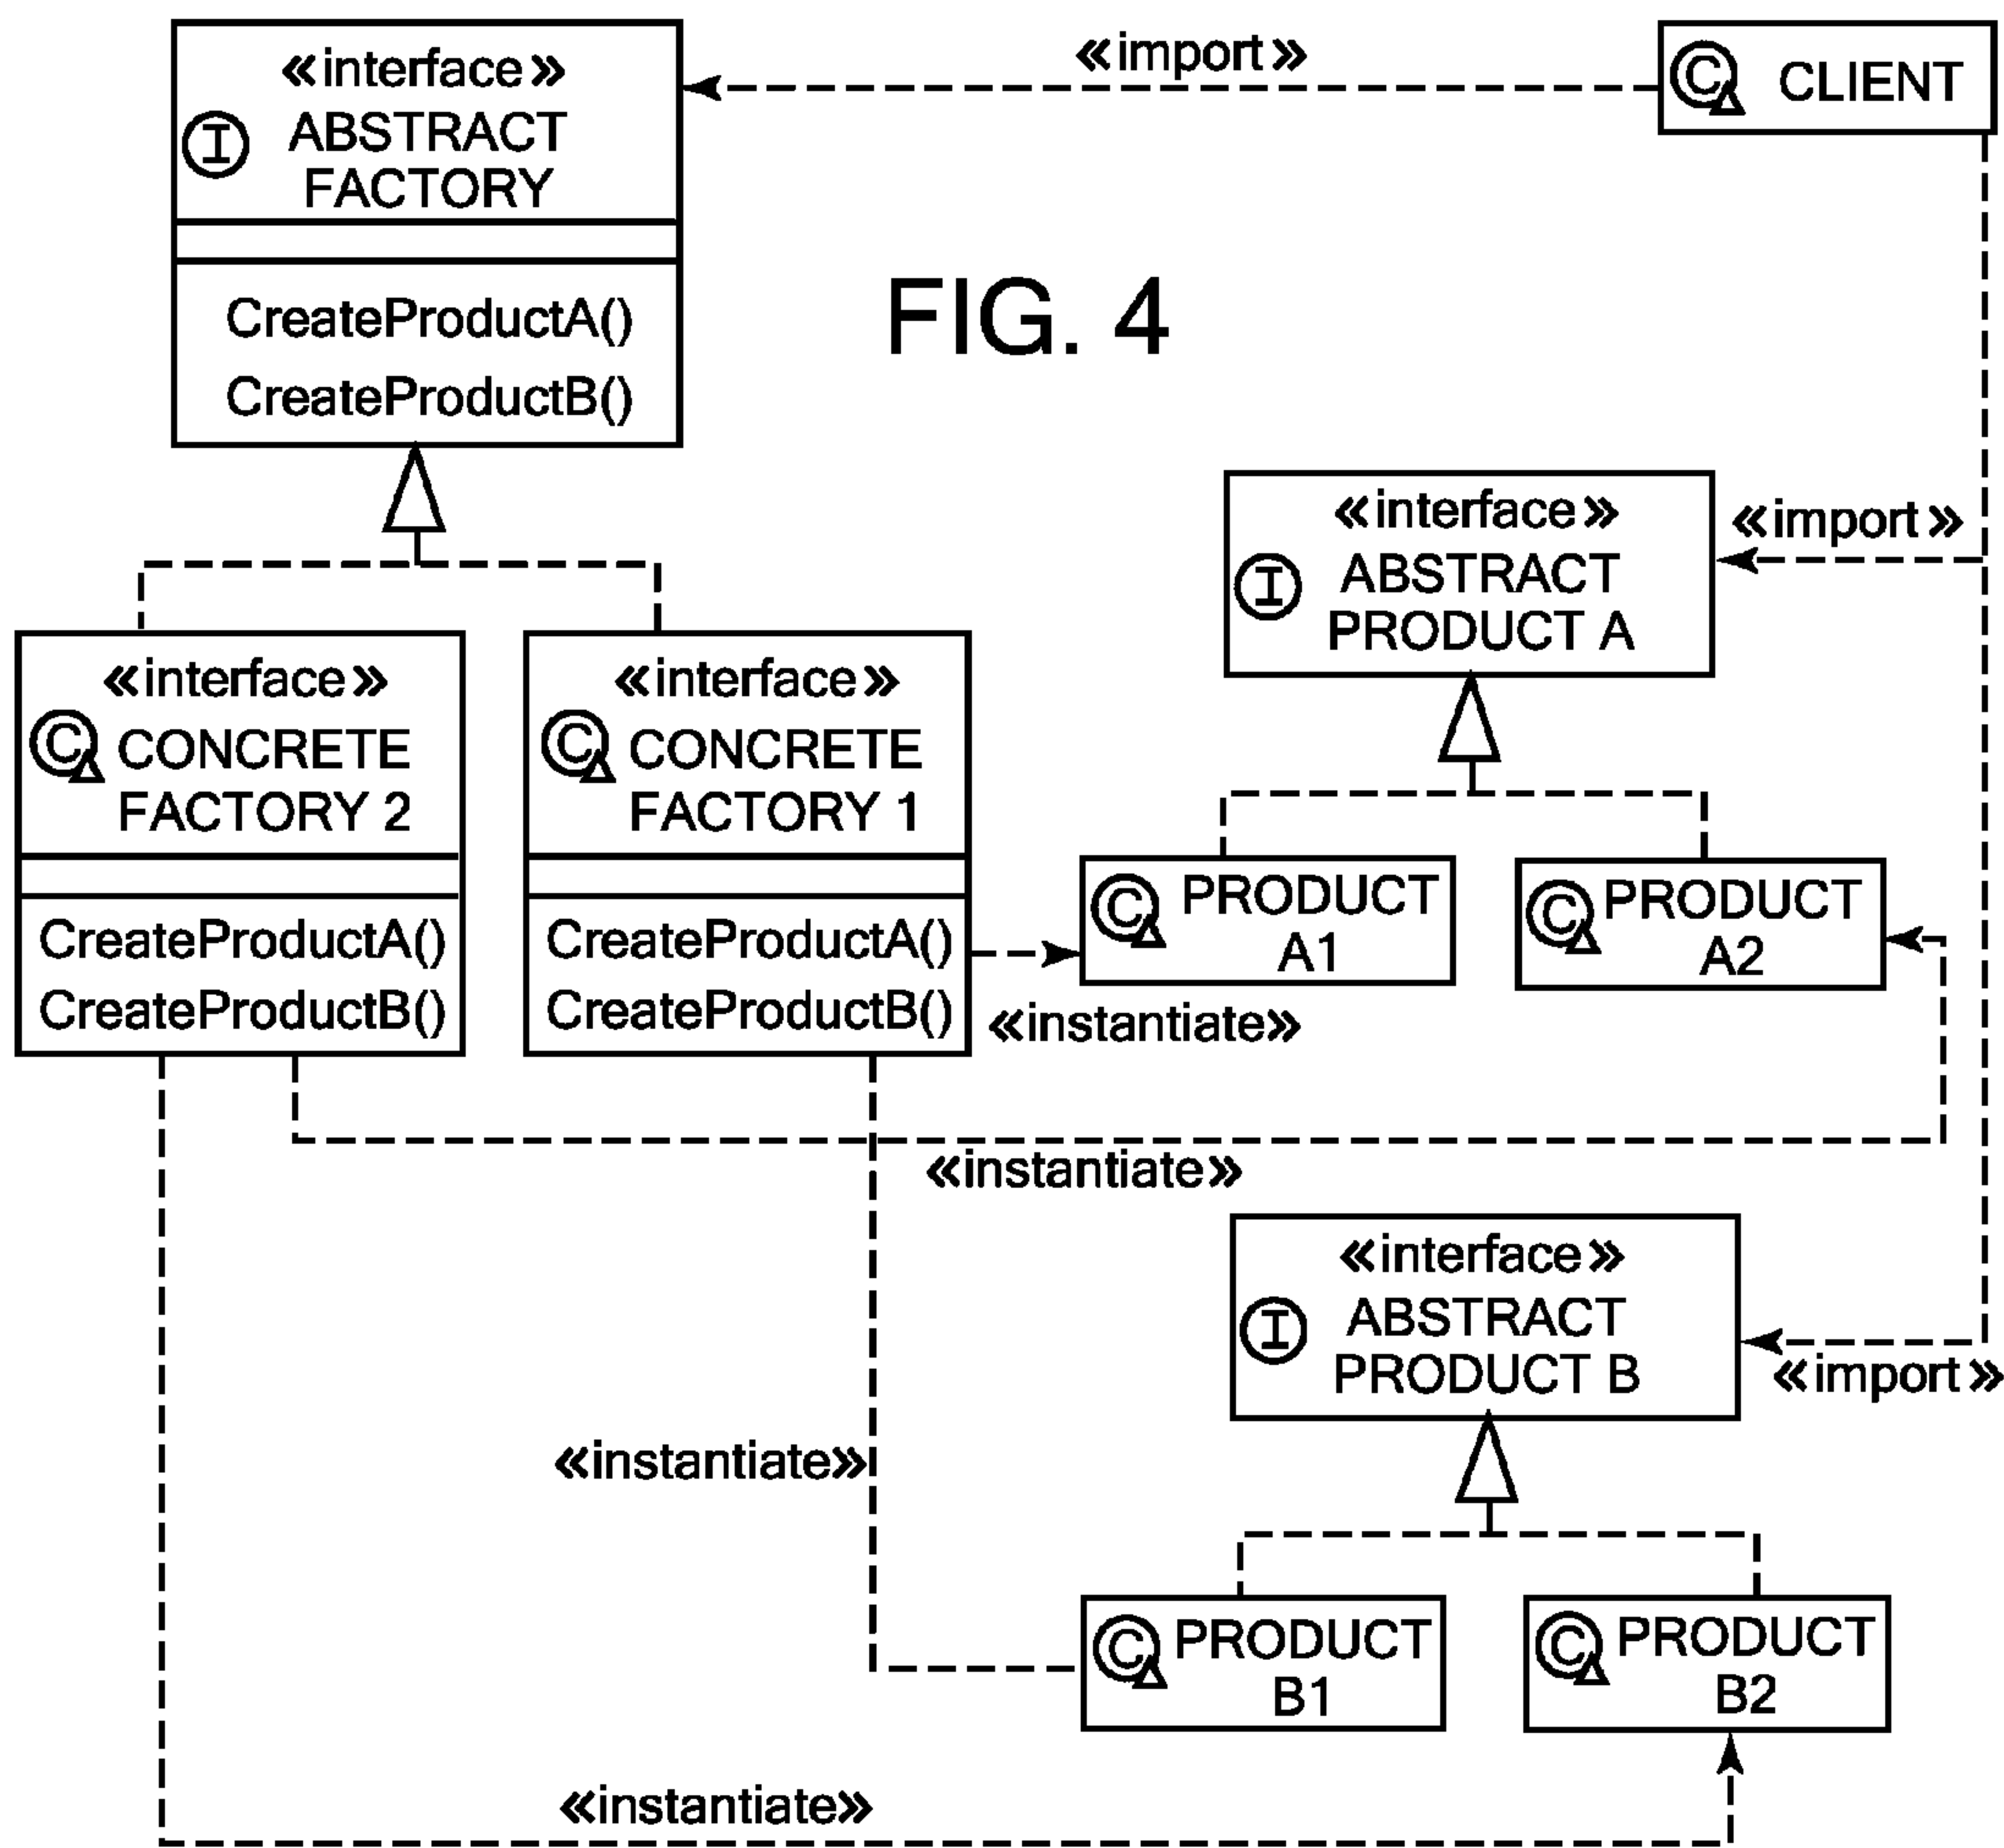 «interface»
I
ABSTRACT
FACTORY
CreateProductA()
CreateProductB()
«import»
C CLIENT
FIG. 4
«interface»
I
ABSTRACT
PRODUCT A
«import»
«interface»
C CONCRETE
FACTORY 2
CreateProductA()
CreateProductB()
«interface»
C CONCRETE
FACTORY 1
CreateProductA()
CreateProductB()
C PRODUCT
A1
C PRODUCT
A2
«instantiate»
«instantiate»
«interface»
I
ABSTRACT
PRODUCT B
«import»
«instantiate»
C PRODUCT
B1
C PRODUCT
B2
«instantiate»